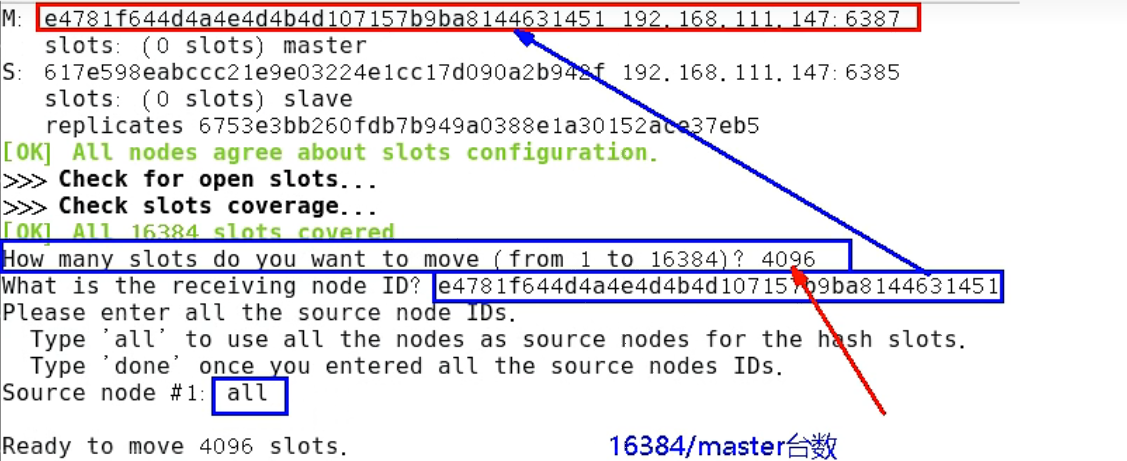 M: e4781f644d4a4e4d4b4d107157b9ba8144631451 192.168.111.147:6387
slots: (0 slots) master
S: 617e598eabccc21e9e03224e1cc17d090a2b942f 192.168.111.147:6385
slots: (0 slots) slave
replicates 6753e3bb260fdb7b949a0388e1a30152ace37eb5
[OK] All nodes agree about slots configuration.
>>> Check for open slots...
>>> Check slots coverage...
[OK] All 16384 slots covered
How many slots do you want to move (from 1 to 16384)? 4096
What is the receiving node ID? e4781f644d4a4e4d4b4d107157b9ba8144631451
Please enter all the source node IDs.
Type 'all' to use all the nodes as source nodes for the hash slots.
Type 'done' once you entered all the source nodes IDs.
Source node #1: all
Ready to move 4096 slots.
16384/master台数